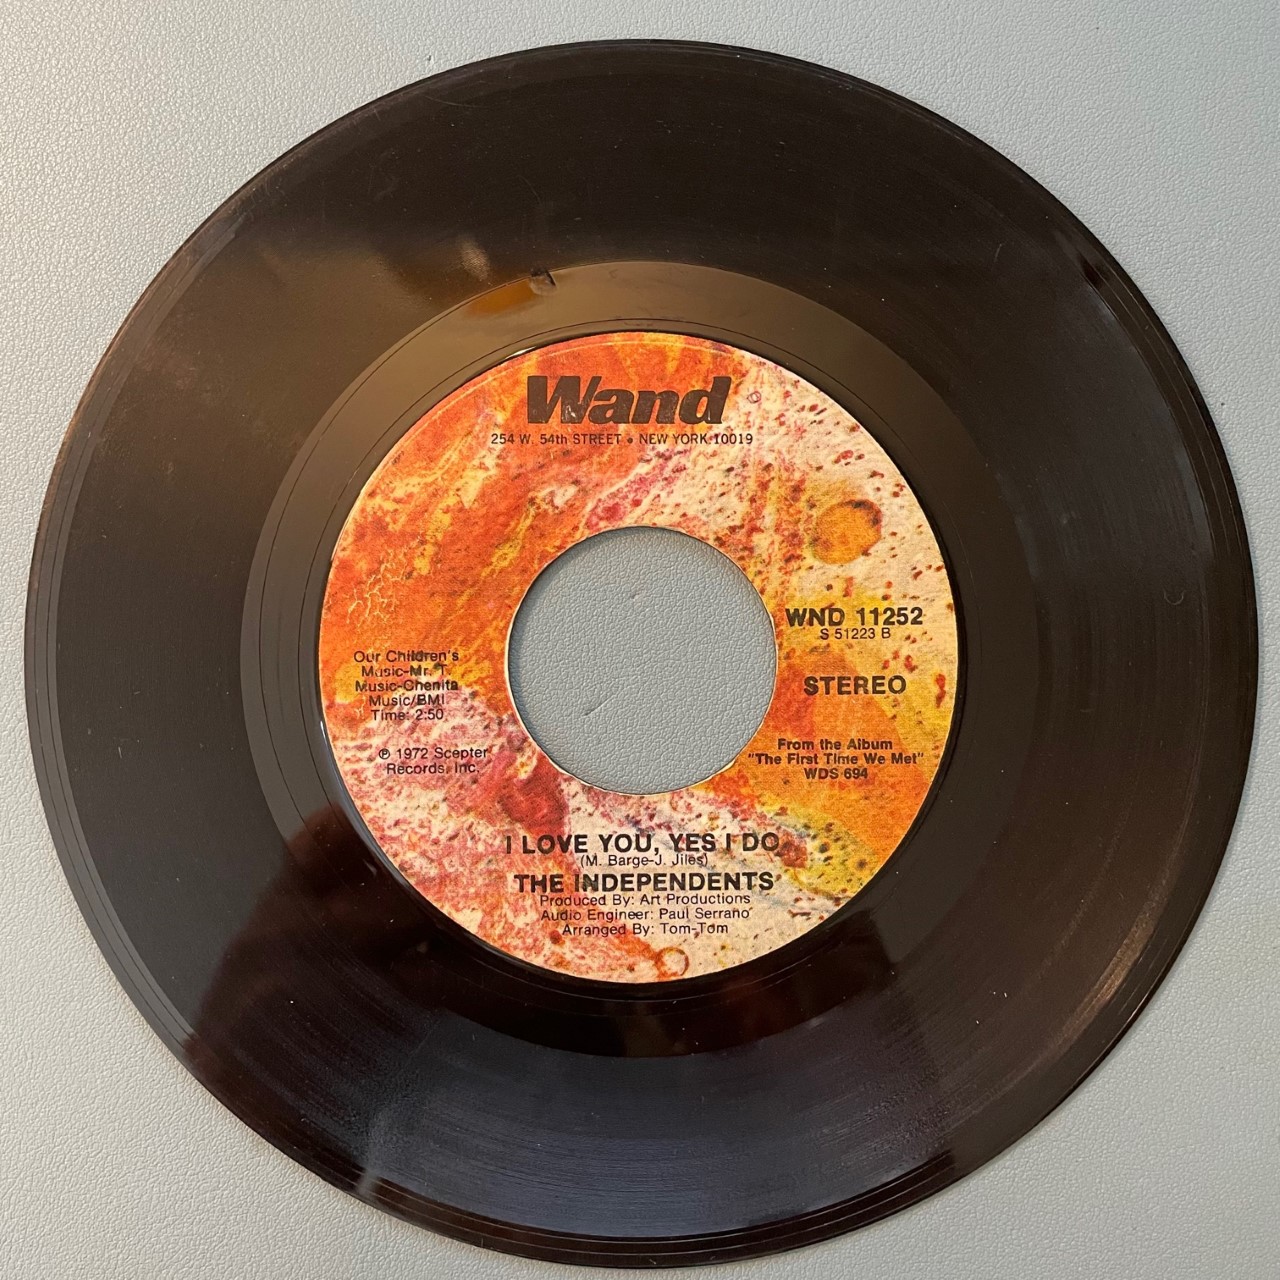 Wand
254 W. 54th STREET • NEW YORK 10019
WND 11252
S 51223 B
STEREO
Our Children's
Music-Mr. T.
Music-Chenita
Music/BMI
Time: 2:50
℗ 1972 Scepter
Records, Inc.
From the Album
"The First Time We Met"
WDS 694
I LOVE YOU, YES I DO
(M. Barge-J. Jiles)
THE INDEPENDENTS
Produced By: Art Productions
Audio Engineer: Paul Serrano
Arranged By: Tom-Tom